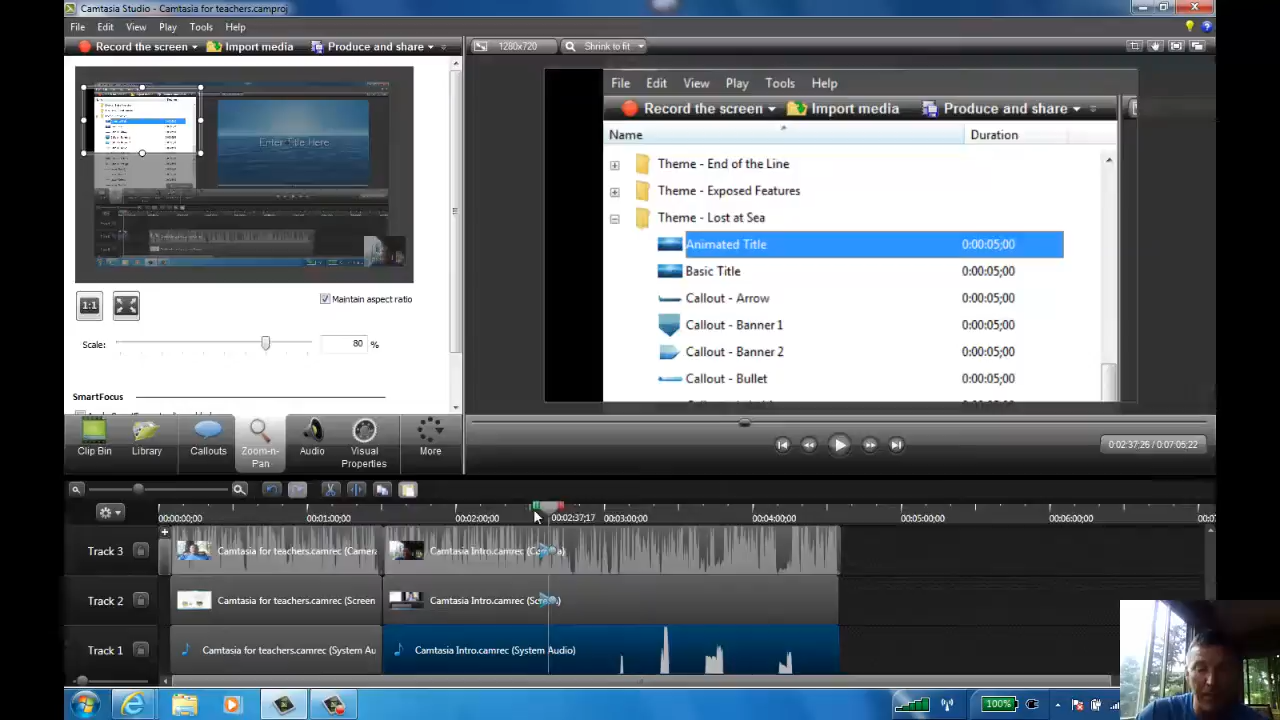 Camtasia Studio - Camtasia for teachers.camproj
File Edit View Play Tools Help
Record the screen Import media Produce and share
1280x720 Shrink to fit
Enter Title Here
1:1
Maintain aspect ratio
Scale: 80 %
SmartFocus
File Edit View Play Tools Help
Record the screen Import media Produce and share
Name Duration
Theme - End of the Line
Theme - Exposed Features
Theme - Lost at Sea
Animated Title 0:00:05;00
Basic Title 0:00:05;00
Callout - Arrow 0:00:05;00
Callout - Banner 1 0:00:05;00
Callout - Banner 2 0:00:05;00
Callout - Bullet 0:00:05;00
Clip Bin Library Callouts Zoom-n-Pan Audio Visual Properties More
0:02:37;26 / 0:07:05;22
00:00:00;00 00:01:00;00 00:02:00;00 00:02:37;17 00:03:00;00 00:04:00;00 00:05:00;00 00:06:00;00
Track 3 Camtasia for teachers.camrec (Camera Camtasia Intro.camrec
Track 2 Camtasia for teachers.camrec (Screen Camtasia Intro.camrec
Track 1 Camtasia for teachers.camrec (System Au Camtasia Intro.camrec (System Audio)
100%